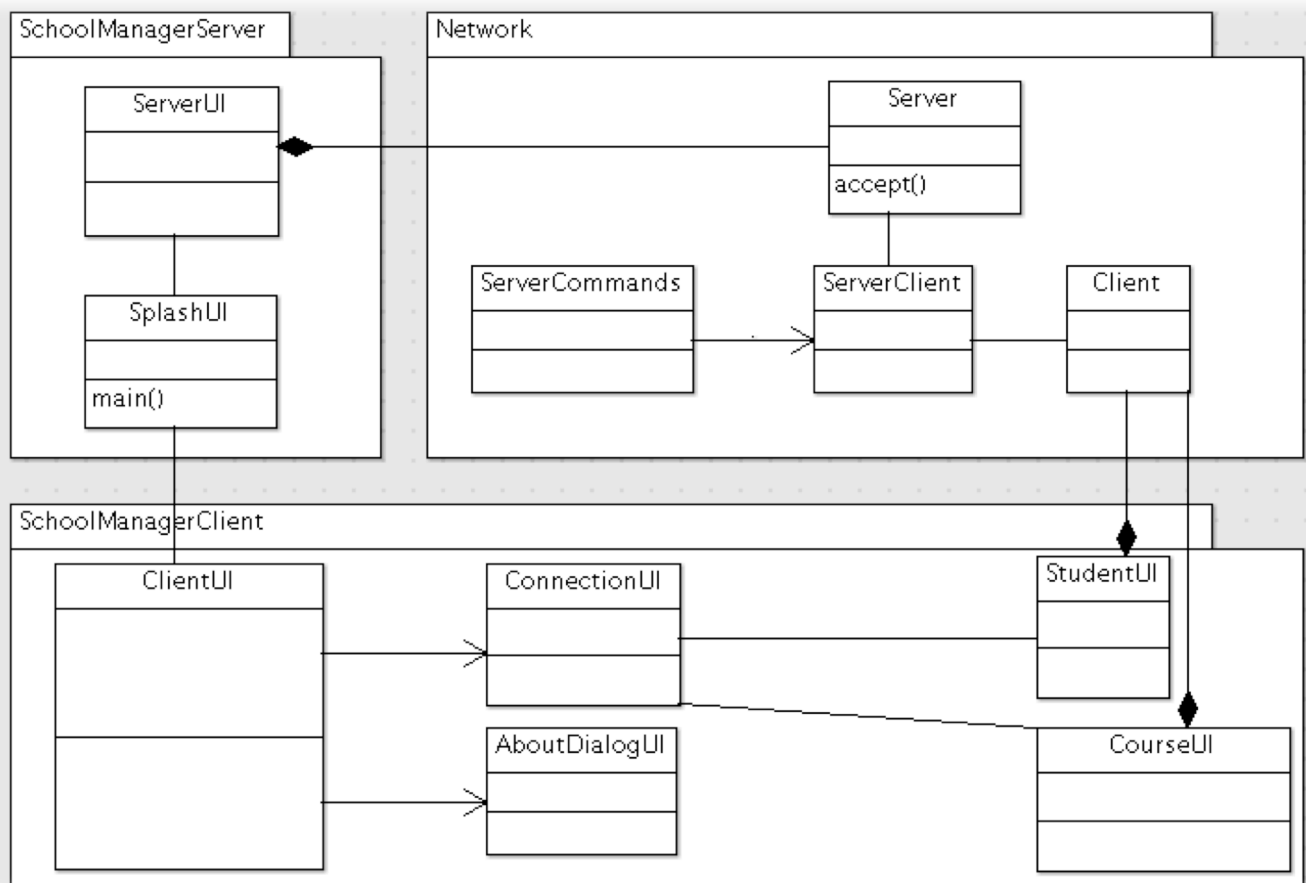 SchoolManagerServer
ServerUI
SplashUI
main()
Network
Server
accept()
ServerCommands
ServerClient
Client
SchoolManagerClient
ClientUI
ConnectionUI
StudentUI
AboutDialogUI
CourseUI